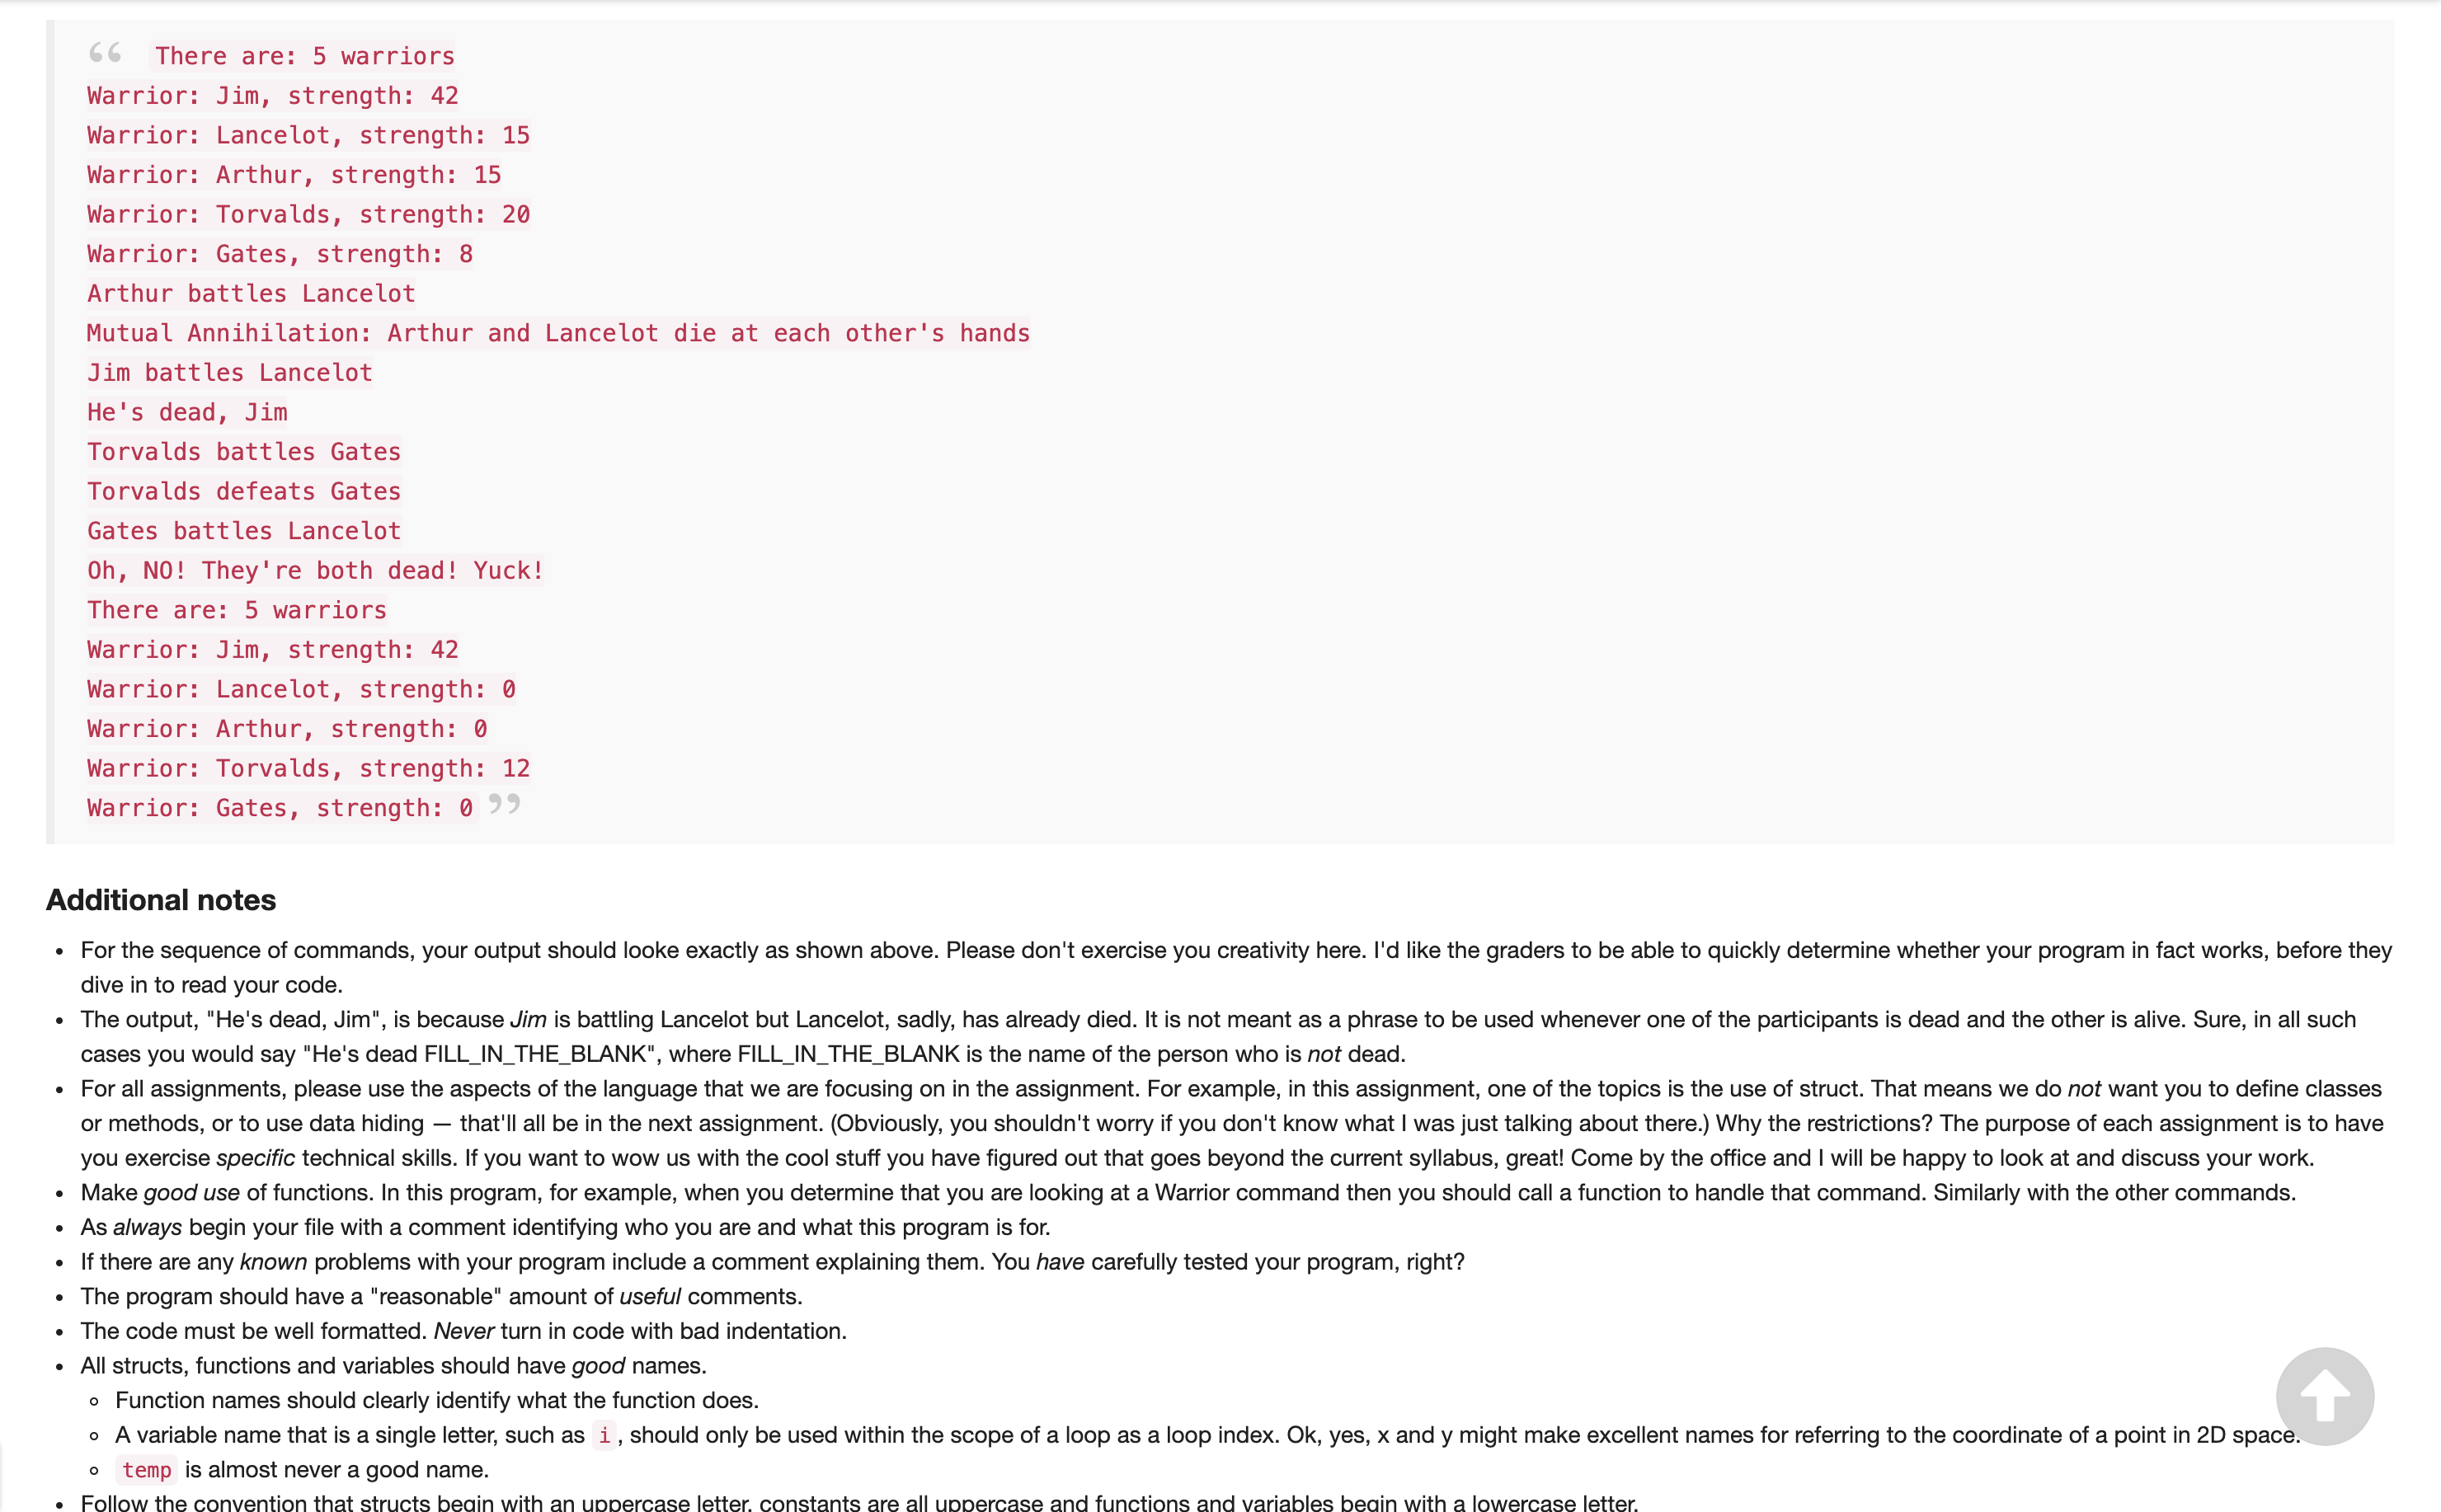 “ There are: 5 warriors
Warrior: Jim, strength: 42
Warrior: Lancelot, strength: 15
Warrior: Arthur, strength: 15
Warrior: Torvalds, strength: 20
Warrior: Gates, strength: 8
Arthur battles Lancelot
Mutual Annihilation: Arthur and Lancelot die at each other's hands
Jim battles Lancelot
He's dead, Jim
Torvalds battles Gates
Torvalds defeats Gates
Gates battles Lancelot
Oh, NO! They're both dead! Yuck!
There are: 5 warriors
Warrior: Jim, strength: 42
Warrior: Lancelot, strength: 0
Warrior: Arthur, strength: 0
Warrior: Torvalds, strength: 12
Warrior: Gates, strength: 0 ”
Additional notes
• For the sequence of commands, your output should looke exactly as shown above. Please don't exercise you creativity here. I'd like the graders to be able to quickly determine whether your program in fact works, before they
dive in to read your code.
• The output, "He's dead, Jim", is because Jim is battling Lancelot but Lancelot, sadly, has already died. It is not meant as a phrase to be used whenever one of the participants is dead and the other is alive. Sure, in all such
cases you would say "He's dead FILL_IN_THE_BLANK", where FILL_IN_THE_BLANK is the name of the person who is not dead.
• For all assignments, please use the aspects of the language that we are focusing on in the assignment. For example, in this assignment, one of the topics is the use of struct. That means we do not want you to define classes
or methods, or to use data hiding — that'll all be in the next assignment. (Obviously, you shouldn't worry if you don't know what I was just talking about there.) Why the restrictions? The purpose of each assignment is to have
you exercise specific technical skills. If you want to wow us with the cool stuff you have figured out that goes beyond the current syllabus, great! Come by the office and I will be happy to look at and discuss your work.
• Make good use of functions. In this program, for example, when you determine that you are looking at a Warrior command then you should call a function to handle that command. Similarly with the other commands.
• As always begin your file with a comment identifying who you are and what this program is for.
• If there are any known problems with your program include a comment explaining them. You have carefully tested your program, right?
• The program should have a "reasonable" amount of useful comments.
• The code must be well formatted. Never turn in code with bad indentation.
• All structs, functions and variables should have good names.
◦ Function names should clearly identify what the function does.
◦ A variable name that is a single letter, such as i, should only be used within the scope of a loop as a loop index. Ok, yes, x and y might make excellent names for referring to the coordinate of a point in 2D space.
◦ temp is almost never a good name.
• Follow the convention that structs begin with an uppercase letter, constants are all uppercase and functions and variables begin with a lowercase letter.